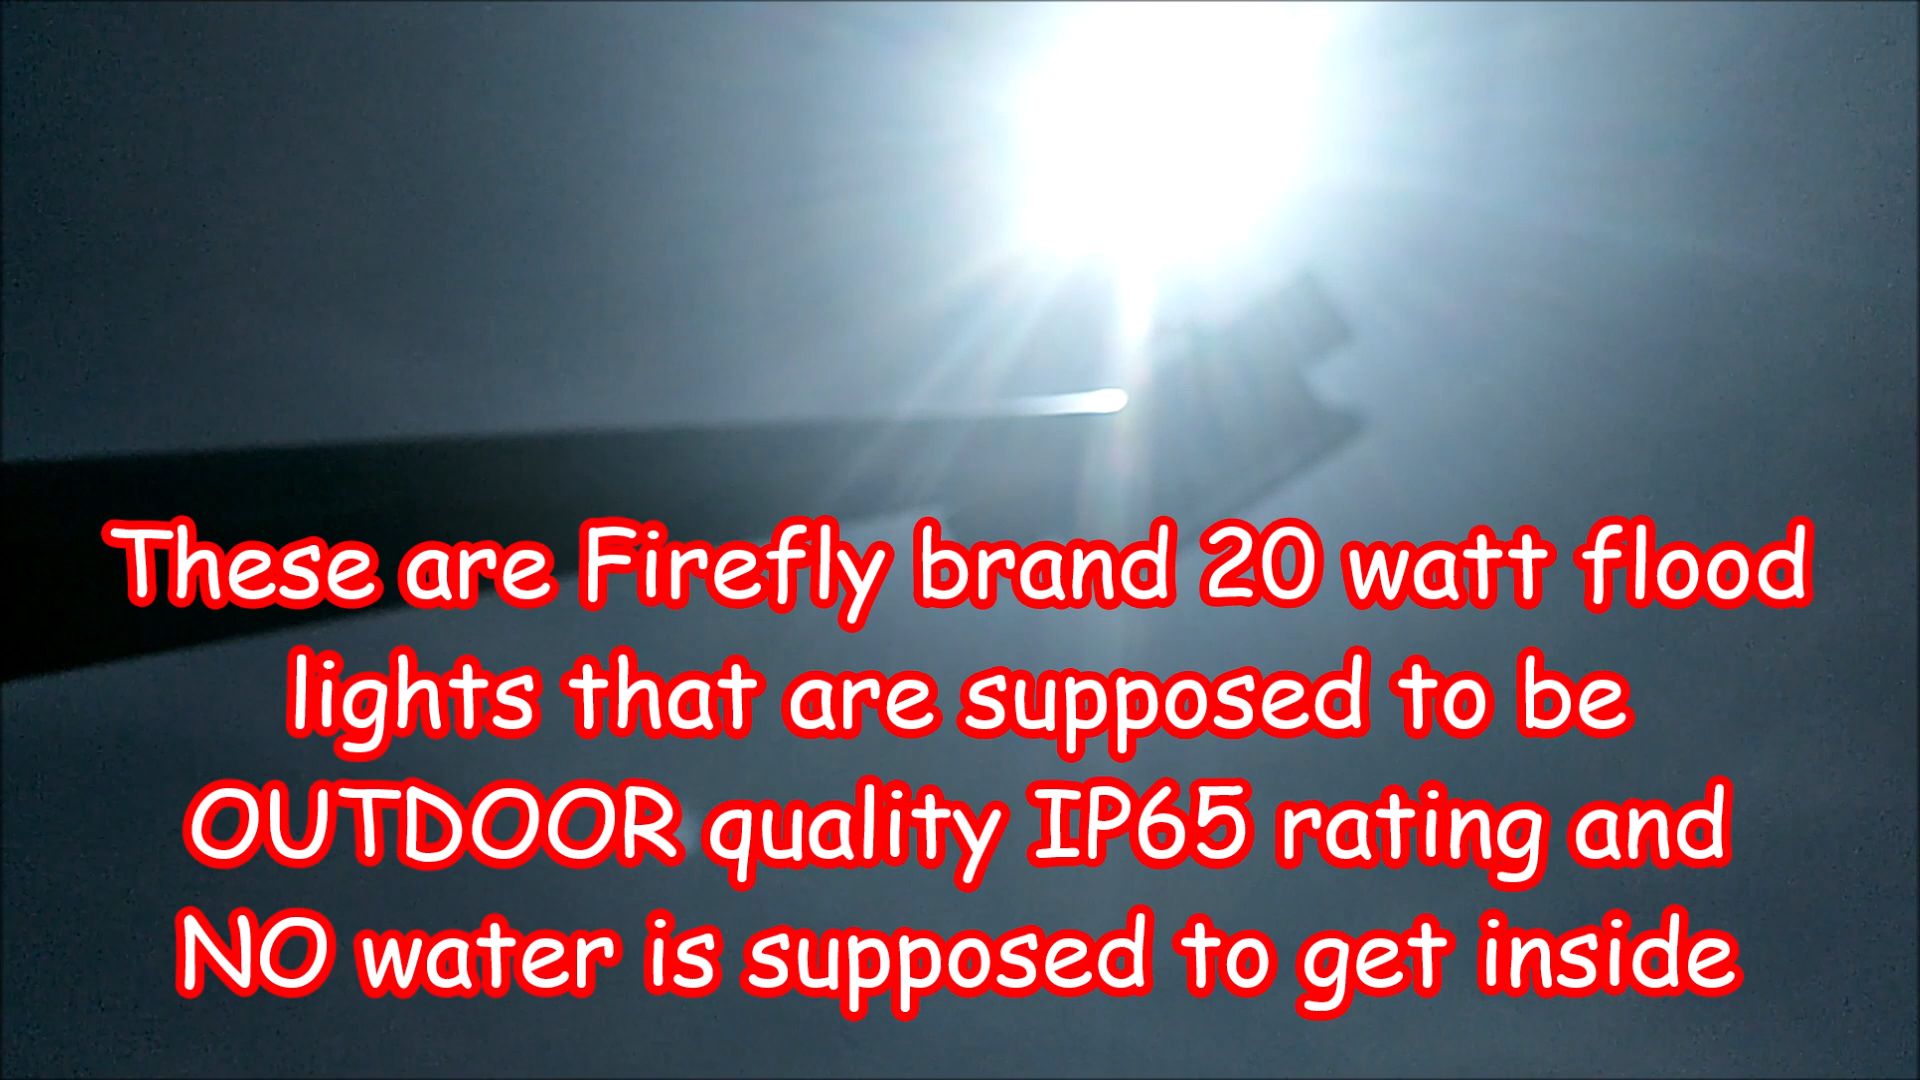 These are Firefly brand 20 watt flood
lights that are supposed to be
OUTDOOR quality IP65 rating and
NO water is supposed to get inside